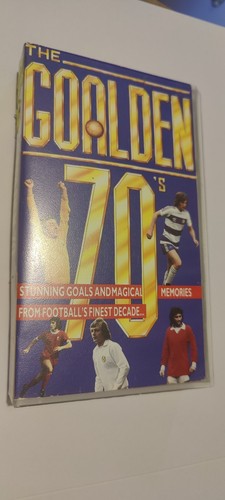 THE
GOALDEN
70's
STUNNING GOALS AND MAGICAL MEMORIES
FROM FOOTBALL'S FINEST DECADE...